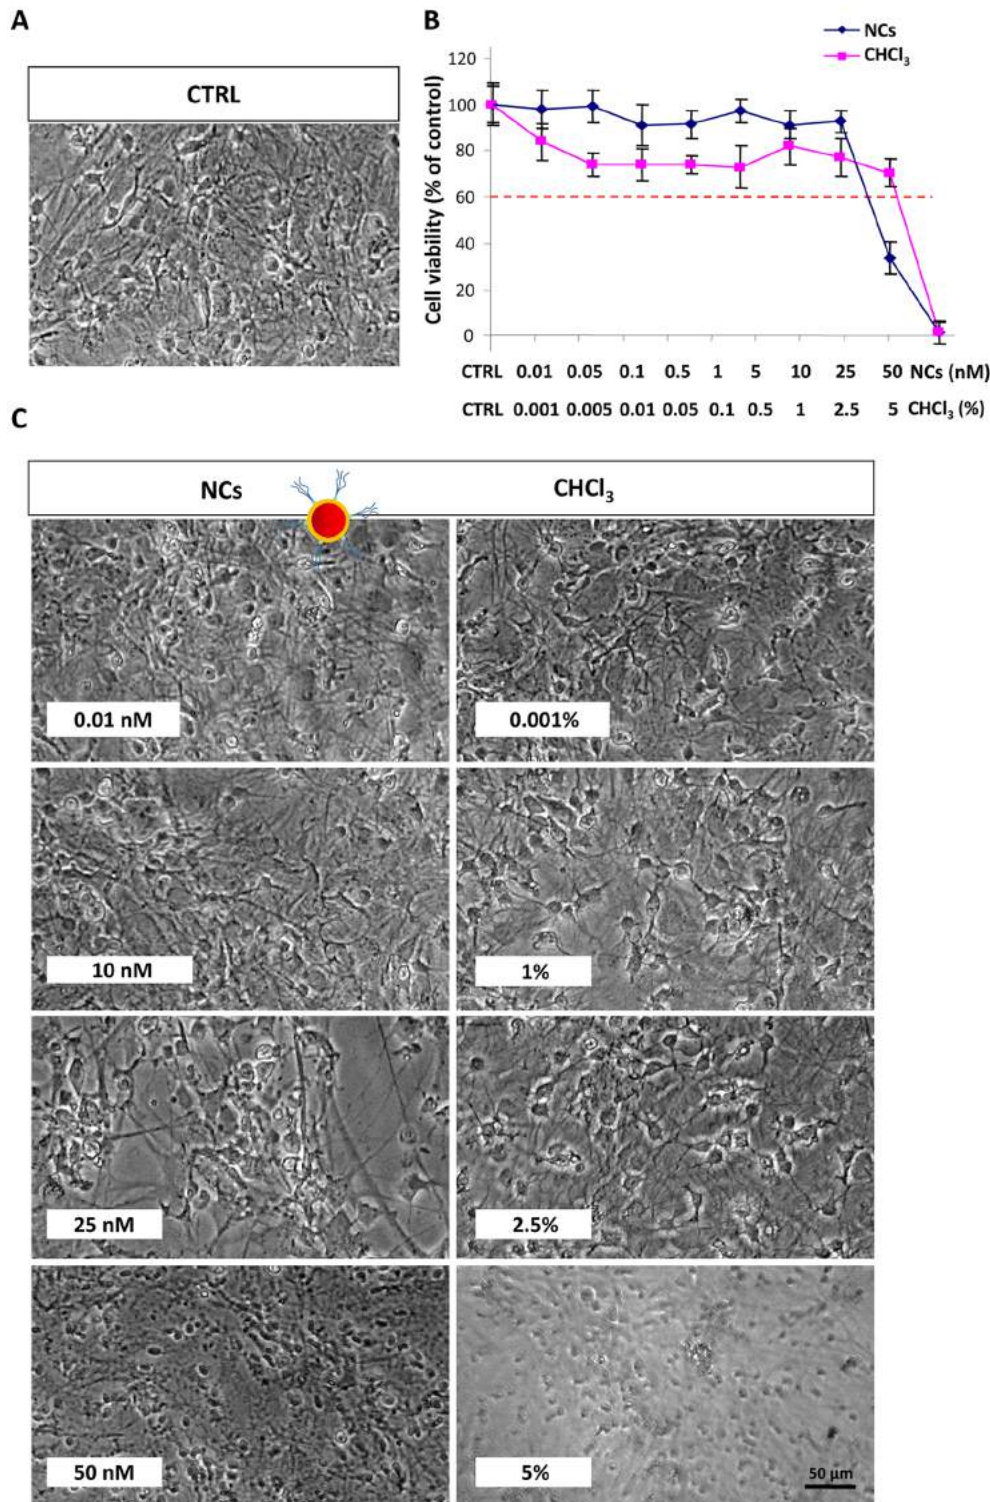 A
CTRL
B
NCs
CHCl₃
Cell viability (% of control)
120
100
80
60
40
20
0
CTRL 0.01 0.05 0.1 0.5 1 5 10 25 50 NCs (nM)
CTRL 0.001 0.005 0.01 0.05 0.1 0.5 1 2.5 5 CHCl₃ (%)
C
NCs CHCl₃
0.01 nM 0.001%
10 nM 1%
25 nM 2.5%
50 nM 5%
50 µm